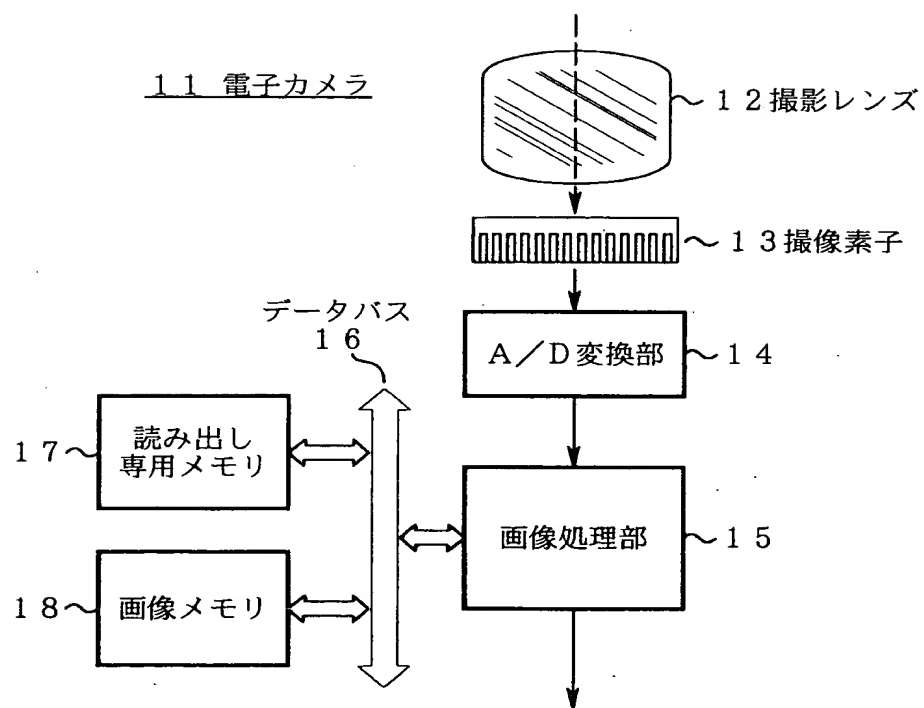 １１ 電子カメラ
１２撮影レンズ
１３撮像素子
データバス
１６
Ａ／Ｄ変換部
１４
１７
読み出し
専用メモリ
画像処理部
１５
１８
画像メモリ